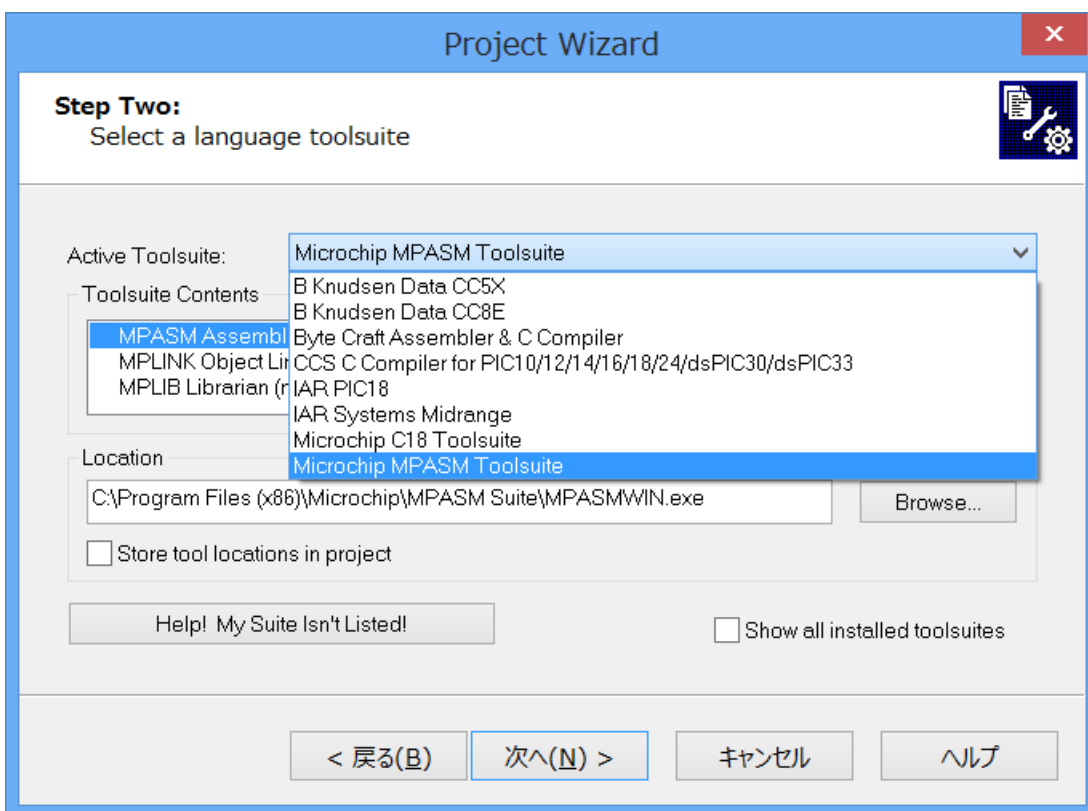 Project Wizard
Step Two:
Select a language toolsuite
Active Toolsuite:
Microchip MPASM Toolsuite
B Knudsen Data CC5X
B Knudsen Data CC8E
Byte Craft Assembler & C Compiler
CCS C Compiler for PIC10/12/14/16/18/24/dsPIC30/dsPIC33
IAR PIC18
IAR Systems Midrange
Microchip C18 Toolsuite
Microchip MPASM Toolsuite
Toolsuite Contents
MPASM Assembl
MPLINK Object Lin
MPLIB Librarian (r
Location
C:\Program Files (x86)\Microchip\MPASM Suite\MPASMWIN.exe
Browse...
Store tool locations in project
Help! My Suite Isn't Listed!
Show all installed toolsuites
< 戻る(B)
次へ(N) >
キャンセル
ヘルプ